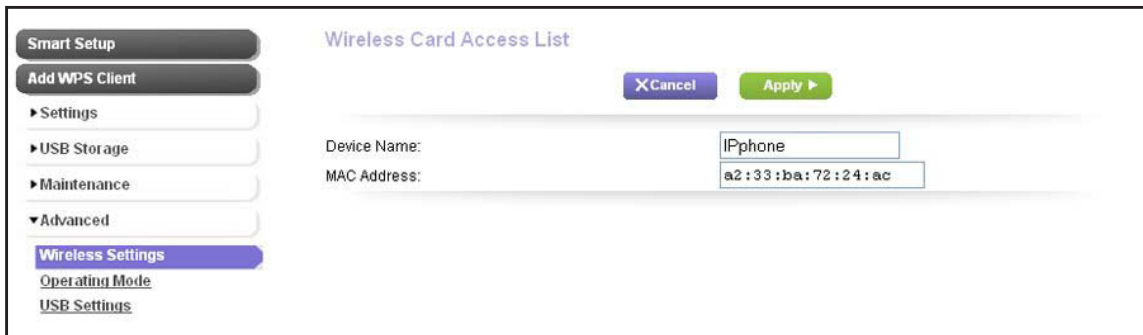 Smart Setup
Add WPS Client
Settings
USB Storage
Maintenance
Advanced
Wireless Settings
Operating Mode
USB Settings
Wireless Card Access List
XCancel
Apply
Device Name:
IPphone
MAC Address:
a2:33:ba:72:24:ac